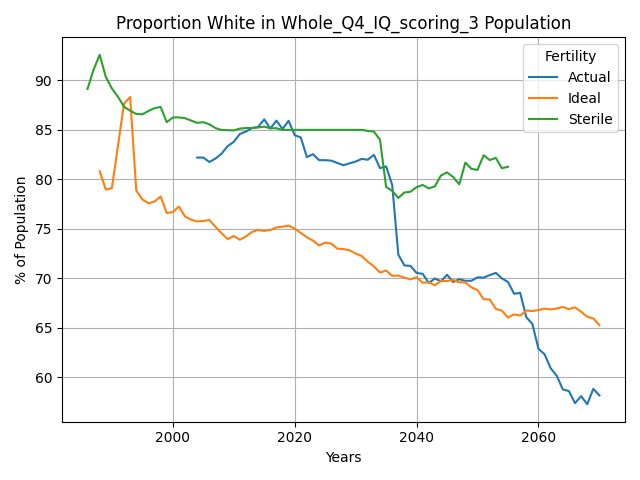 Proportion White in Whole_Q4_IQ_scoring_3 Population
Fertility
Actual
Ideal
Sterile
% of Population
90
85
80
75
70
65
60
2000
2020
2040
2060
Years